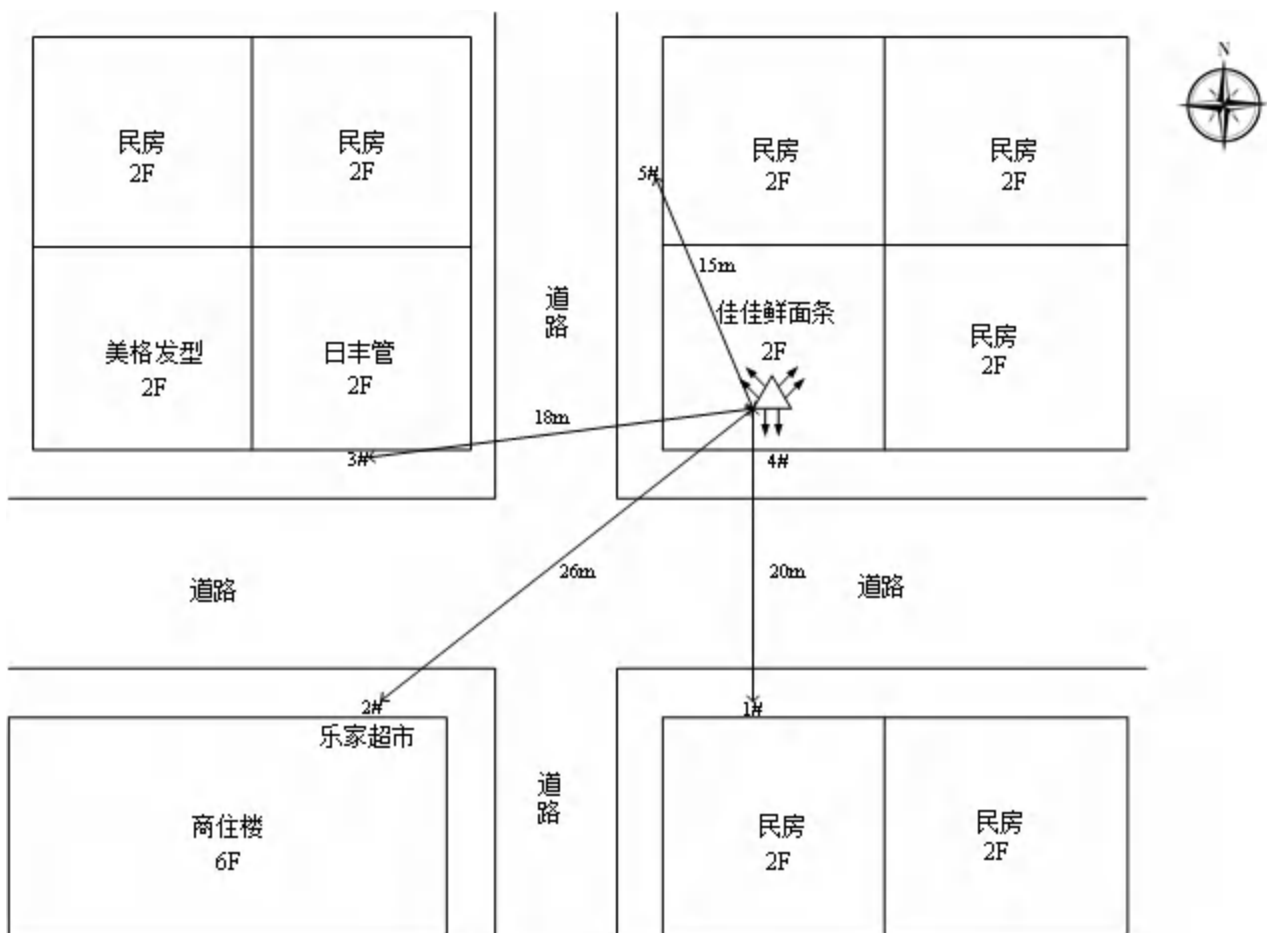 N
民房
2F
民房
2F
民房
2F
民房
2F
5#
15m
道路
佳佳鲜面条
2F
美格发型
2F
日丰管
2F
民房
2F
18m
3#
4#
26m
20m
道路
道路
2#
乐家超市
1#
道路
商住楼
6F
民房
2F
民房
2F